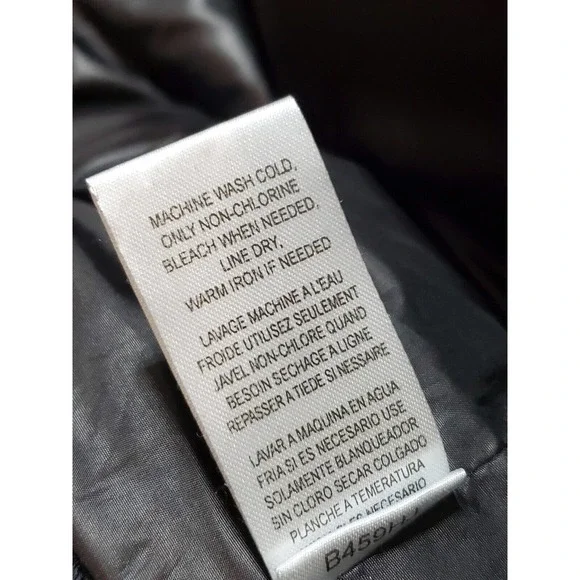 MACHINE WASH COLD,
ONLY NON-CHLORINE
BLEACH WHEN NEEDED,
LINE DRY,
WARM IRON IF NEEDED
LAVAGE MACHINE A L'EAU
FROIDE UTILISEZ SEULEMENT
JAVEL NON-CHLORE QUAND
BESOIN SECHAGE A LIGNE
REPASSER A TIEDE SI NESSAIRE
LAVAR A MAQUINA EN AGUA
FRIA.SI ES NECESARIO USE
SOLAMENTE BLANQUEADOR
SIN CLORO SECAR COLGADO
PLANCHE A TEMERATURA
ES NECESARIO